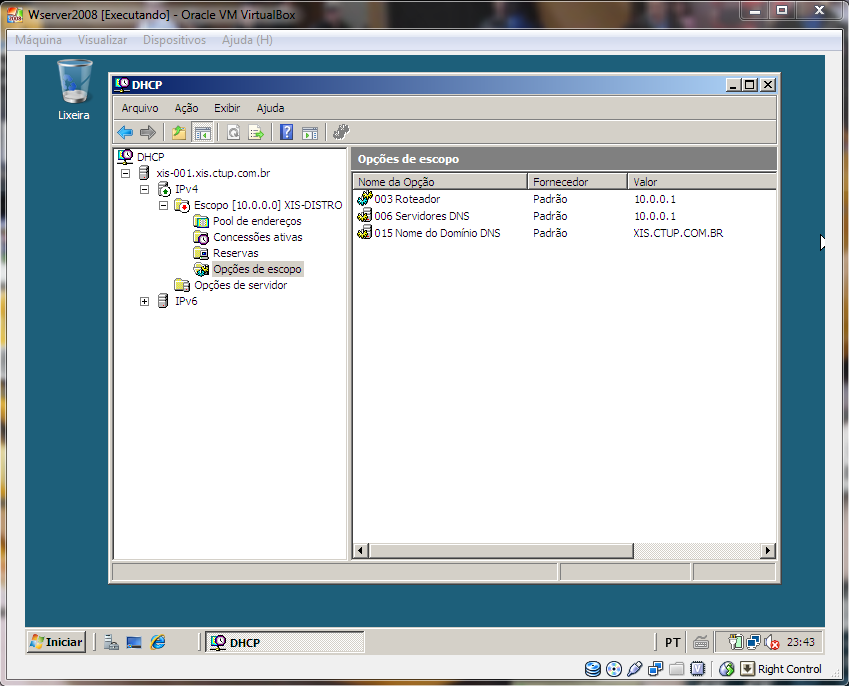 Wserver2008 [Executando] - Oracle VM VirtualBox
Máquina Visualizar Dispositivos Ajuda (H)
Lixeira
DHCP
Arquivo Ação Exibir Ajuda
DHCP
xis-001.xis.ctup.com.br
IPv4
Escopo [10.0.0.0] XIS-DISTRO
Pool de endereços
Concessões ativas
Reservas
Opções de escopo
Opções de servidor
IPv6
Opções de escopo
Nome da Opção Fornecedor Valor
003 Roteador Padrão 10.0.0.1
006 Servidores DNS Padrão 10.0.0.1
015 Nome do Domínio DNS Padrão XIS.CTUP.COM.BR
Iniciar DHCP PT 23:43
Right Control